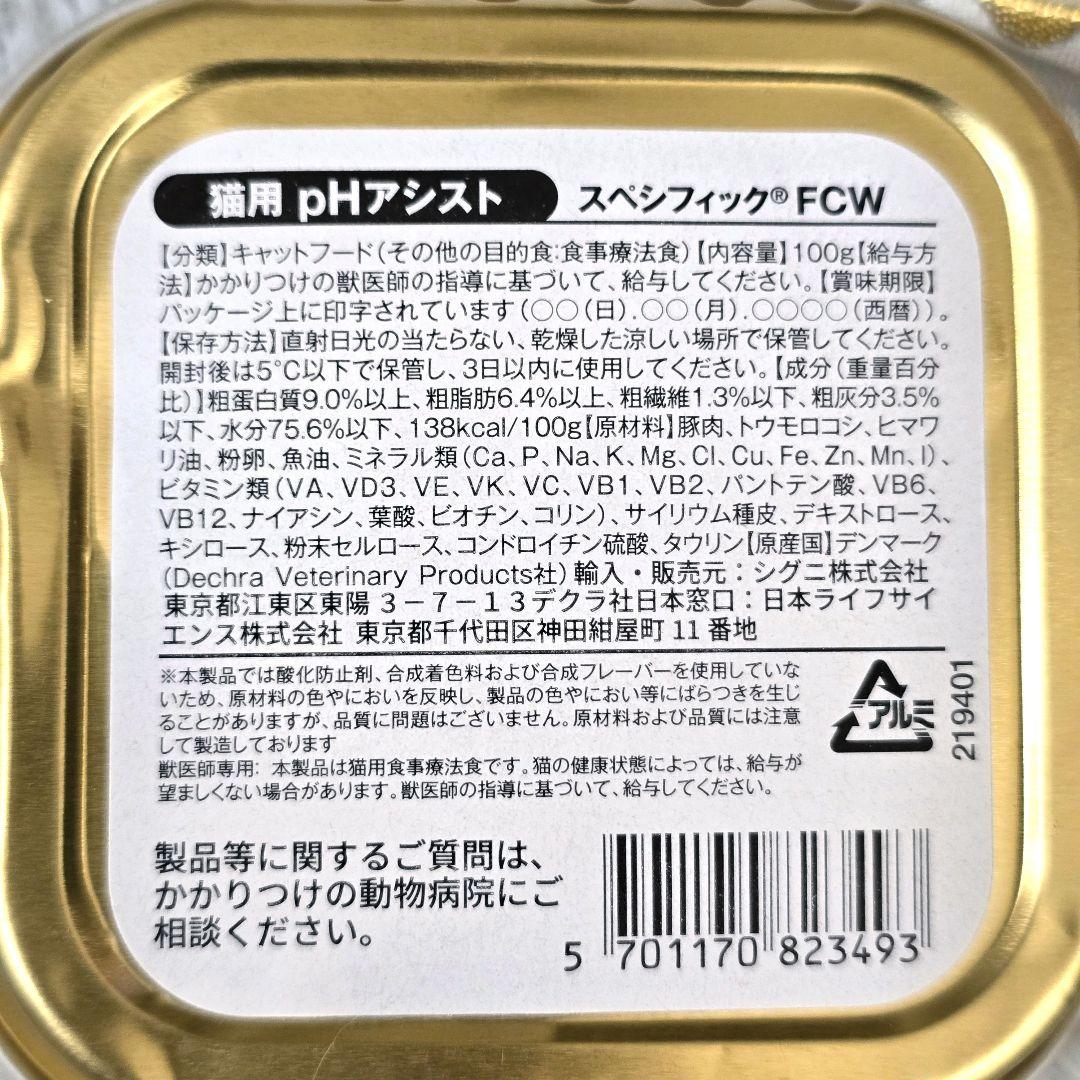 猫用 pHアシスト スペシフィック® FCW
【分類】キャットフード(その他の目的食:食事療法食)【内容量】100g【給与方
法】かかりつけの獣医師の指導に基づいて、給与してください。【賞味期限】
パッケージ上に印字されています(○○(日).○○(月).○○○○(西暦))。
【保存方法】直射日光の当たらない、乾燥した涼しい場所で保管してください。
開封後は5℃以下で保管し、3日以内に使用してください。【成分(重量百分
比)】粗蛋白質9.0%以上、粗脂肪6.4%以上、粗繊維1.3%以下、粗灰分3.5%
以下、水分75.6%以下、138kcal/100g【原材料】豚肉、トウモロコシ、ヒマワ
リ油、粉卵、魚油、ミネラル類(Ca、P、Na、K、Mg、Cl、Cu、Fe、Zn、Mn、I)、
ビタミン類(VA、VD3、VE、VK、VC、VB1、VB2、パントテン酸、VB6、
VB12、ナイアシン、葉酸、ビオチン、コリン)、サイリウム種皮、デキストロース、
キシロース、粉末セルロース、コンドロイチン硫酸、タウリン【原産国】デンマーク
(Dechra Veterinary Products社)輸入・販売元:シグニ株式会社
東京都江東区東陽 3-7-13デクラ社日本窓口:日本ライフサイ
エンス株式会社 東京都千代田区神田紺屋町 11 番地
※本製品では酸化防止剤、合成着色料および合成フレーバーを使用していな
いため、原材料の色やにおいを反映し、製品の色やにおい等にばらつきを生じ
ることがありますが、品質に問題はございません。原材料および品質には注意
して製造しております
獣医師専用: 本製品は猫用食事療法食です。猫の健康状態によっては、給与が
望ましくない場合があります。獣医師の指導に基づいて、給与してください。
アルミ
219401
製品等に関するご質問は、
かかりつけの動物病院にご
相談ください。
5 701170 823493